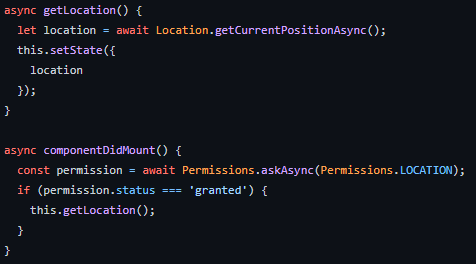 async getLocation() {
  let location = await Location.getCurrentPositionAsync();
  this.setState({
    location
  });
}

async componentDidMount() {
  const permission = await Permissions.askAsync(Permissions.LOCATION);
  if (permission.status === 'granted') {
    this.getLocation();
  }
}